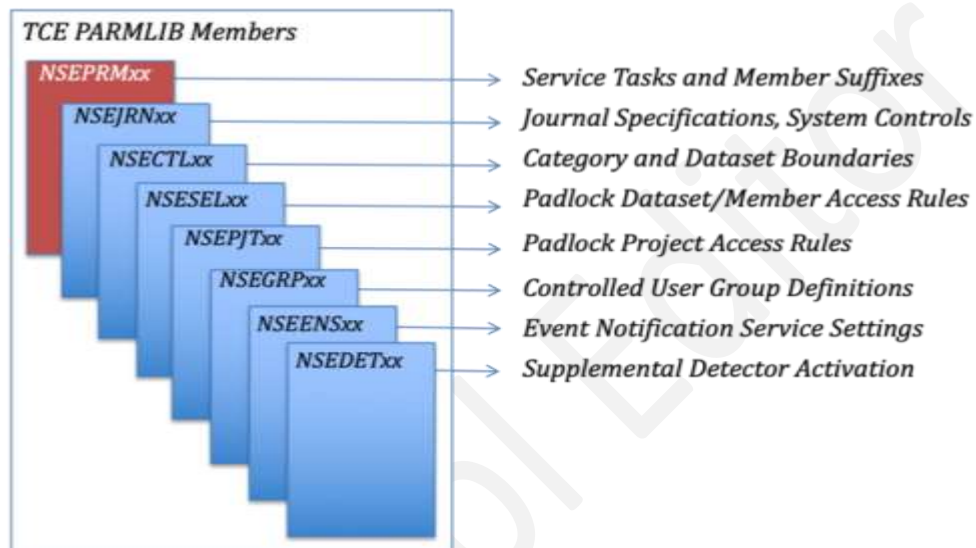 TCE PARMLIB Members
NSEPRMxx
Service Tasks and Member Suffixes
NSEJRNxx
Journal Specifications, System Controls
NSECTLxx
Category and Dataset Boundaries
NSESELxx
Padlock Dataset/Member Access Rules
NSEPJTxx
Padlock Project Access Rules
NSEGRPxx
Controlled User Group Definitions
NSEENSxx
Event Notification Service Settings
NSEDETxx
Supplemental Detector Activation
ol Editor